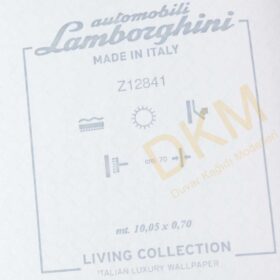 automobili
Lamborghini
MADE IN ITALY
Z12841
cm. 70
DKM
Duvar Kağıdı Modelleri
mt. 10,05 x 0,70
LIVING COLLECTION
ITALIAN LUXURY WALLPAPER